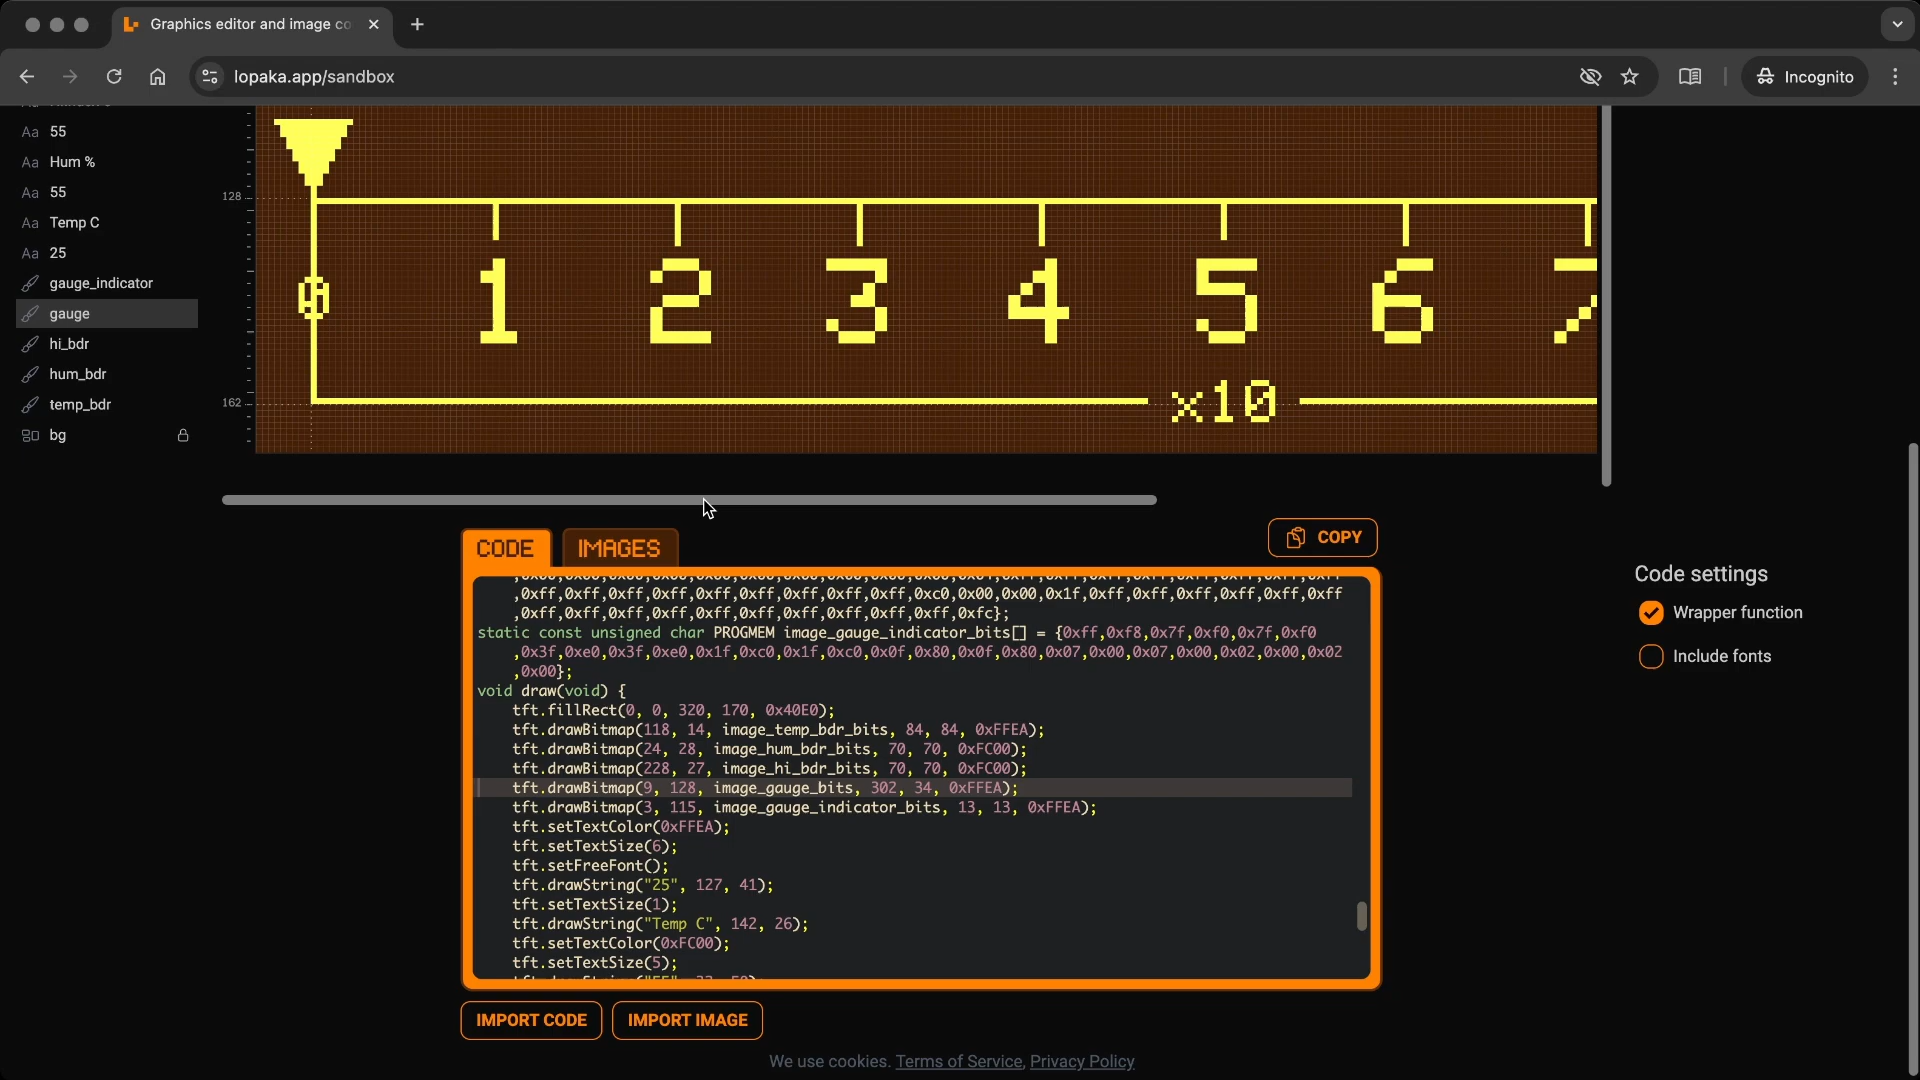 Graphics editor and image co
lopaka.app/sandbox
Incognito
Aa 55
Aa Hum %
Aa 55
Aa Temp C
Aa 25
gauge_indicator
gauge
hi_bdr
hum_bdr
temp_bdr
bg
128
162
0 1 2 3 4 5 6 7
x10
CODE
IMAGES
COPY
,0xff,0xff,0xff,0xff,0xff,0xff,0xff,0xff,0xff,0xc0,0x00,0x00,0x1f,0xff,0xff,0xff,0xff,0xff,0xff
,0xff,0xff,0xff,0xff,0xff,0xff,0xff,0xff,0xff,0xff,0xfc};
static const unsigned char PROGMEM image_gauge_indicator_bits[] = {0xff,0xf8,0x7f,0xf0,0x7f,0xf0
,0x3f,0xe0,0x3f,0xe0,0x1f,0xc0,0x1f,0xc0,0x0f,0x80,0x0f,0x80,0x07,0x00,0x07,0x00,0x02,0x00,0x02
,0x00};
void draw(void) {
tft.fillRect(0, 0, 320, 170, 0x40E0);
tft.drawBitmap(118, 14, image_temp_bdr_bits, 84, 84, 0xFFEA);
tft.drawBitmap(24, 28, image_hum_bdr_bits, 70, 70, 0xFC00);
tft.drawBitmap(228, 27, image_hi_bdr_bits, 70, 70, 0xFC00);
tft.drawBitmap(9, 128, image_gauge_bits, 302, 34, 0xFFEA);
tft.drawBitmap(3, 115, image_gauge_indicator_bits, 13, 13, 0xFFEA);
tft.setTextColor(0xFFEA);
tft.setTextSize(6);
tft.setFreeFont();
tft.drawString("25", 127, 41);
tft.setTextSize(1);
tft.drawString("Temp C", 142, 26);
tft.setTextColor(0xFC00);
tft.setTextSize(5);
Code settings
Wrapper function
Include fonts
IMPORT CODE
IMPORT IMAGE
We use cookies. Terms of Service, Privacy Policy